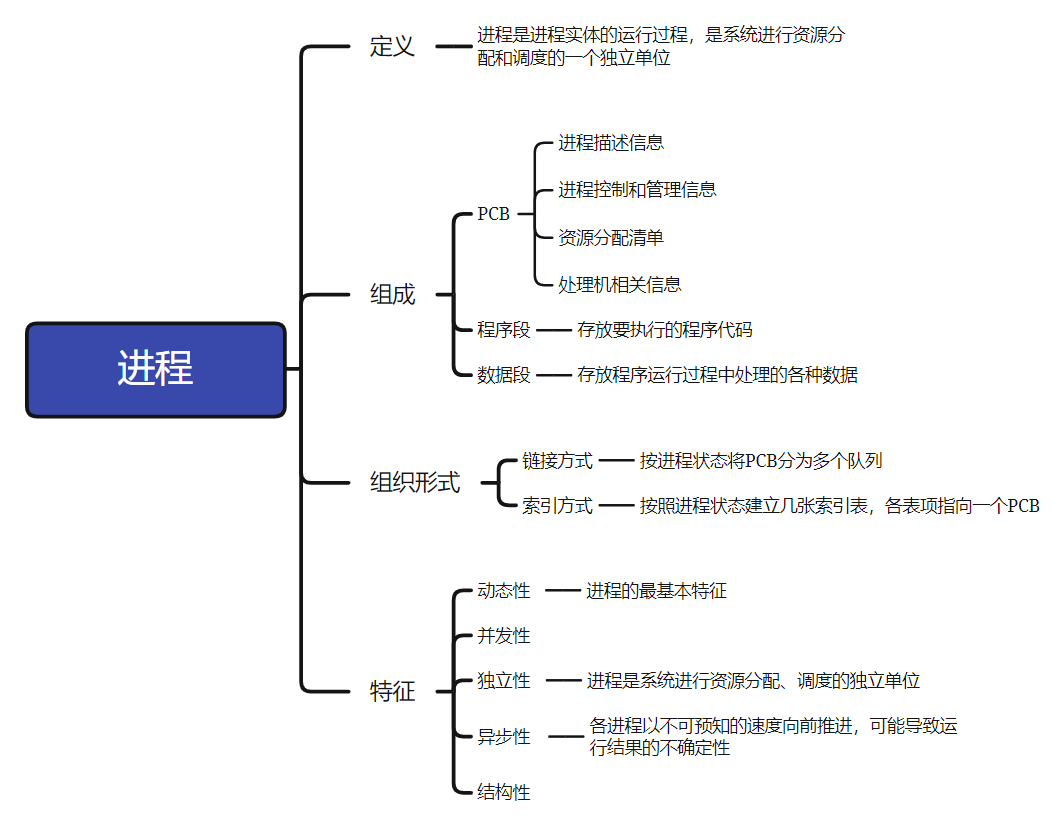 进程
定义
进程是进程实体的运行过程，是系统进行资源分
配和调度的一个独立单位
组成
PCB
进程描述信息
进程控制和管理信息
资源分配清单
处理机相关信息
程序段
存放要执行的程序代码
数据段
存放程序运行过程中处理的各种数据
组织形式
链接方式
按进程状态将PCB分为多个队列
索引方式
按照进程状态建立几张索引表，各表项指向一个PCB
特征
动态性
进程的最基本特征
并发性
独立性
进程是系统进行资源分配、调度的独立单位
异步性
各进程以不可预知的速度向前推进，可能导致运
行结果的不确定性
结构性